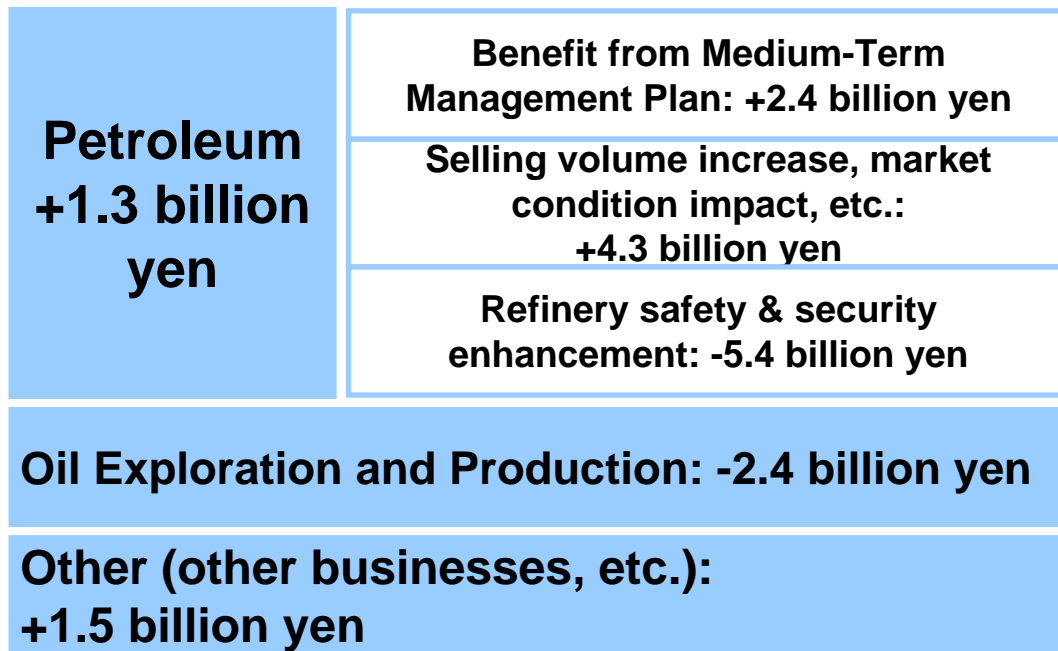 Petroleum
+1.3 billion
yen
Benefit from Medium-Term
Management Plan: +2.4 billion yen
Selling volume increase, market
condition impact, etc.:
+4.3 billion yen
Refinery safety & security
enhancement: -5.4 billion yen
Oil Exploration and Production: -2.4 billion yen
Other (other businesses, etc.):
+1.5 billion yen